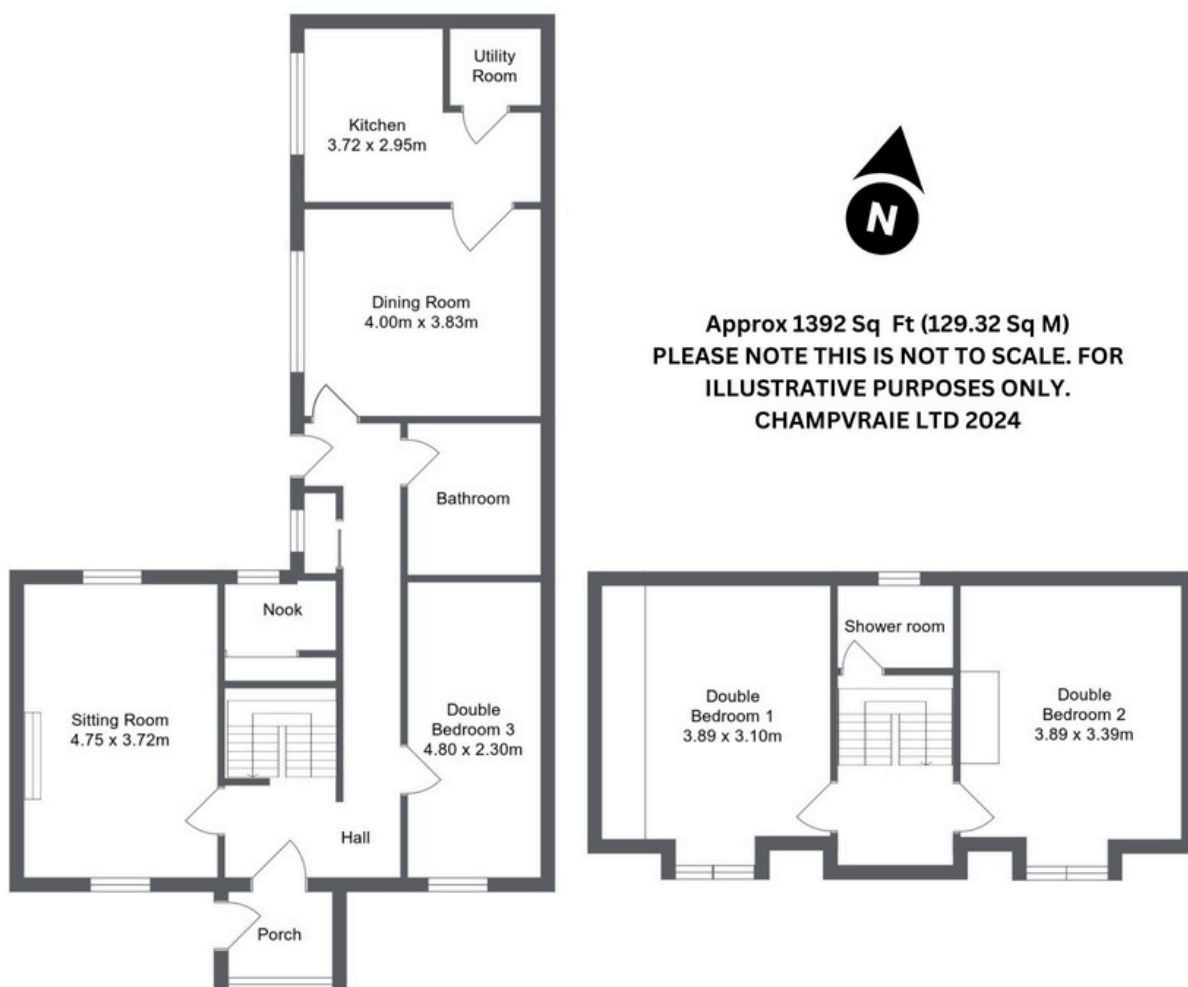 Utility
Room
Kitchen
3.72 x 2.95m
Dining Room
4.00m x 3.83m
Bathroom
Nook
Sitting Room
4.75 x 3.72m
Double
Bedroom 3
4.80 x 2.30m
Hall
Porch
N
Approx 1392 Sq Ft (129.32 Sq M)
PLEASE NOTE THIS IS NOT TO SCALE. FOR
ILLUSTRATIVE PURPOSES ONLY.
CHAMPVRAIE LTD 2024
Shower room
Double
Bedroom 1
3.89 x 3.10m
Double
Bedroom 2
3.89 x 3.39m